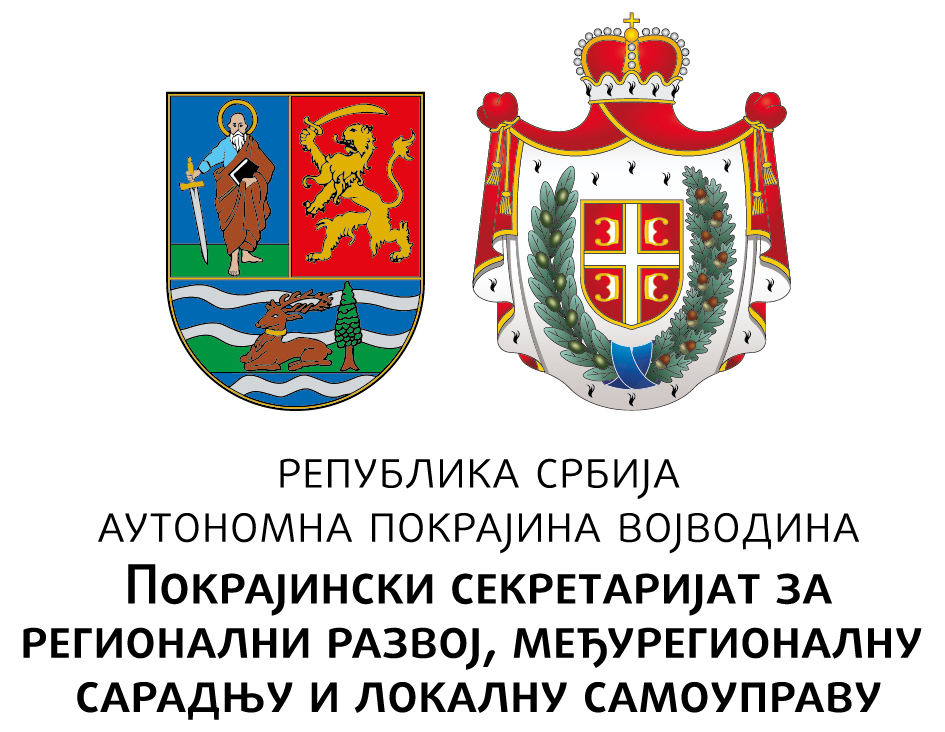 РЕПУБЛИКА СРБИЈА
АУТОНОМНА ПОКРАЈИНА ВОЈВОДИНА
ПОКРАЈИНСКИ СЕКРЕТАРИЈАТ ЗА
РЕГИОНАЛНИ РАЗВОЈ, МЕЂУРЕГИОНАЛНУ
САРАДЊУ И ЛОКАЛНУ САМОУПРАВУ